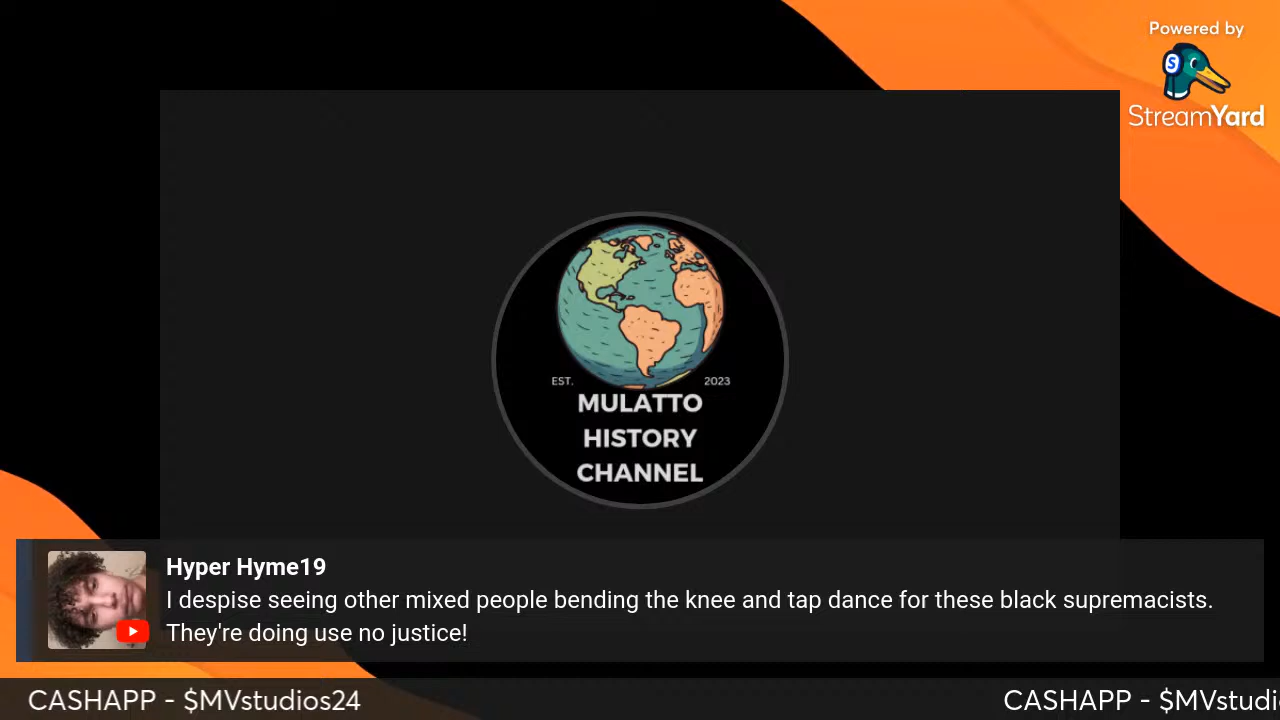 Powered by
S
StreamYard
EST. 2023
MULATTO
HISTORY
CHANNEL
Hyper Hyme19
I despise seeing other mixed people bending the knee and tap dance for these black supremacists.
They're doing use no justice!
CASHAPP - $MVstudios24 CASHAPP - $MVstudi